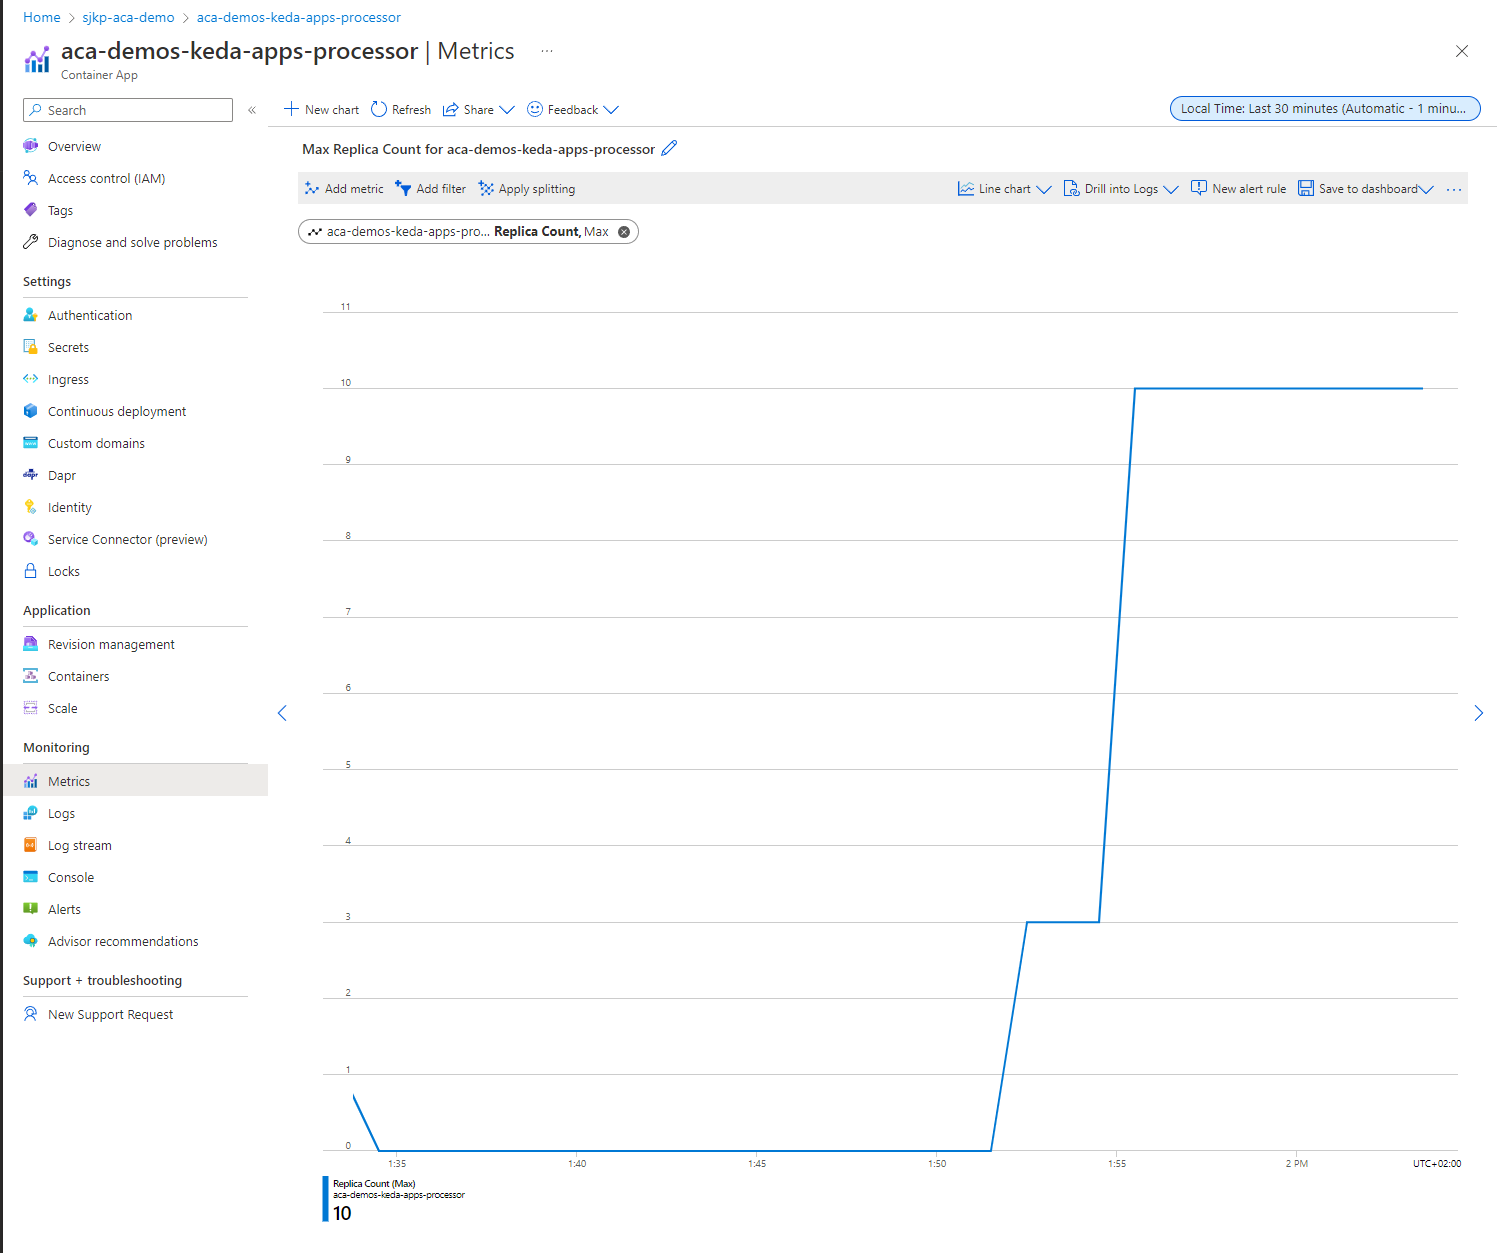 Home > sjkp-aca-demo > aca-demos-keda-apps-processor
aca-demos-keda-apps-processor | Metrics ...
Container App
Search «
New chart Refresh Share Feedback Local Time: Last 30 minutes (Automatic - 1 minu...
Overview
Access control (IAM)
Tags
Diagnose and solve problems
Settings
Authentication
Secrets
Ingress
Continuous deployment
Custom domains
Dapr
Identity
Service Connector (preview)
Locks
Application
Revision management
Containers
Scale
Monitoring
Metrics
Logs
Log stream
Console
Alerts
Advisor recommendations
Support + troubleshooting
New Support Request
Max Replica Count for aca-demos-keda-apps-processor
Add metric Add filter Apply splitting Line chart Drill into Logs New alert rule Save to dashboard ...
aca-demos-keda-apps-pro... Replica Count, Max
11
10
9
8
7
6
5
4
3
2
1
0
1:35 1:40 1:45 1:50 1:55 2 PM UTC+02:00
Replica Count (Max)
aca-demos-keda-apps-processor
10